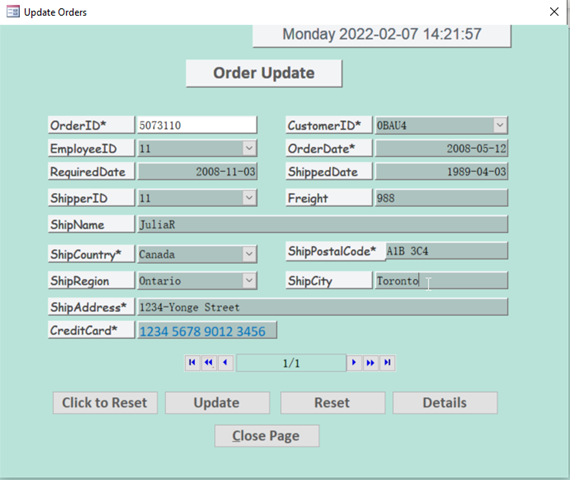 Update Orders
Monday 2022-02-07 14:21:57
Order Update
OrderID* 5073110 CustomerID* 0BAU4
EmployeeID 11 OrderDate* 2008-05-12
RequiredDate 2008-11-03 ShippedDate 1989-04-03
ShipperID 11 Freight 988
ShipName JuliaR
ShipCountry* Canada ShipPostalCode* A1B 3C4
ShipRegion Ontario ShipCity Toronto
ShipAddress* 1234-Yonge Street
CreditCard* 1234 5678 9012 3456
1/1
Click to Reset Update Reset Details
Close Page